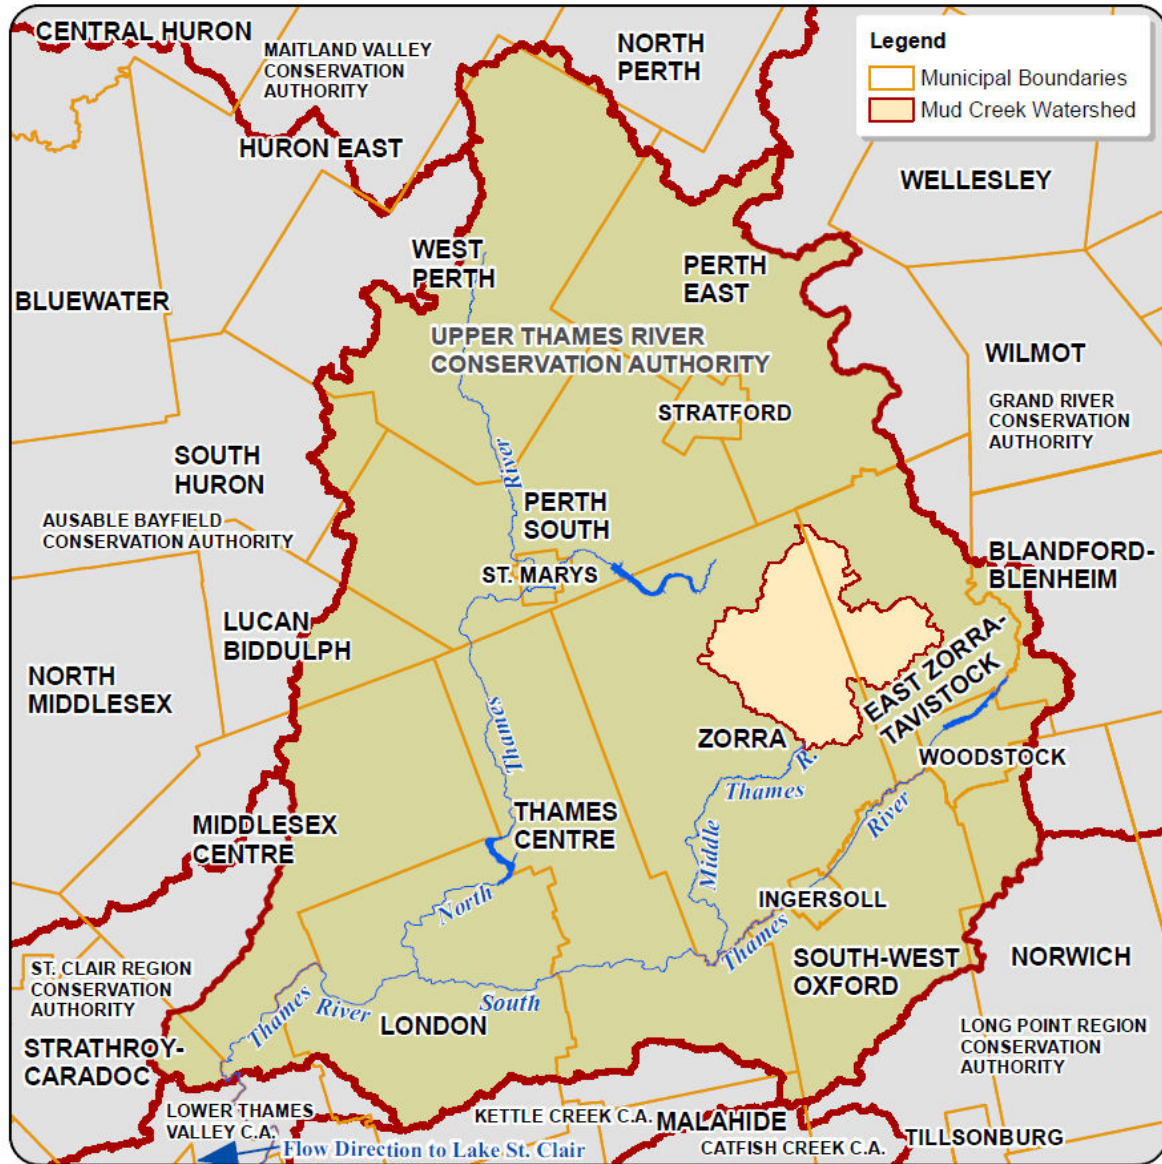 CENTRAL HURON
MAITLAND VALLEY
CONSERVATION
AUTHORITY
NORTH
PERTH
Legend
Municipal Boundaries
Mud Creek Watershed
HURON EAST
WELLESLEY
WEST
PERTH
PERTH
EAST
BLUEWATER
UPPER THAMES RIVER
CONSERVATION AUTHORITY
WILMOT
STRATFORD
GRAND RIVER
CONSERVATION
AUTHORITY
SOUTH
HURON
River
PERTH
SOUTH
AUSABLE BAYFIELD
CONSERVATION AUTHORITY
BLANDFORD-
BLENHEIM
ST. MARYS
LUCAN
BIDDULPH
NORTH
MIDDLESEX
EAST ZORRA-
TAVISTOCK
Thames
ZORRA
WOODSTOCK
R.
Thames
Middle
River
THAMES
CENTRE
MIDDLESEX
CENTRE
North
INGERSOLL
Thames
SOUTH-WEST
OXFORD
NORWICH
ST. CLAIR REGION
CONSERVATION
AUTHORITY
Thames
River
South
LONDON
LONG POINT REGION
CONSERVATION
AUTHORITY
STRATHROY-
CARADOC
LOWER THAMES
VALLEY C.A.
KETTLE CREEK C.A.
MALAHIDE
CATFISH CREEK C.A.
TILLSONBURG
Flow Direction to Lake St. Clair